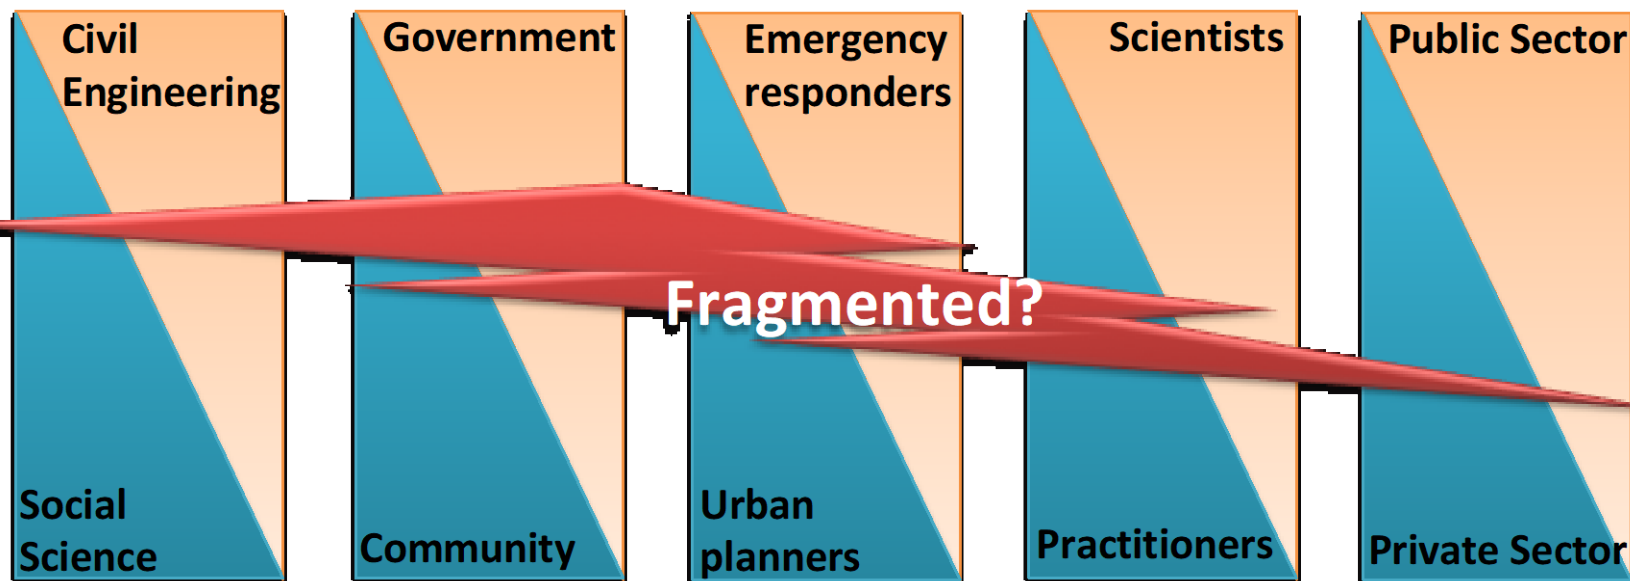 Civil
Engineering
Government
Emergency
responders
Scientists
Public Sector
Fragmented?
Social
Science
Community
Urban
planners
Practitioners
Private Sector